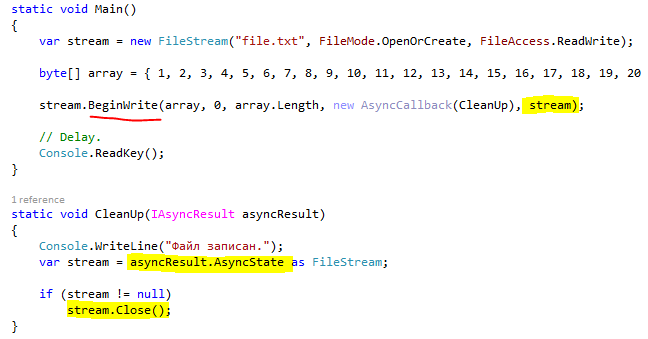 static void Main()
{
var stream = new FileStream("file.txt", FileMode.OpenOrCreate, FileAccess.ReadWrite);
byte[] array = { 1, 2, 3, 4, 5, 6, 7, 8, 9, 10, 11, 12, 13, 14, 15, 16, 17, 18, 19, 20
stream.BeginWrite(array, 0, array.Length, new AsyncCallback(CleanUp), stream);
// Delay.
Console.ReadKey();
}
1 reference
static void CleanUp(IAsyncResult asyncResult)
{
Console.WriteLine("Файл записан.");
var stream = asyncResult.AsyncState as FileStream;
if (stream != null)
stream.Close();
}